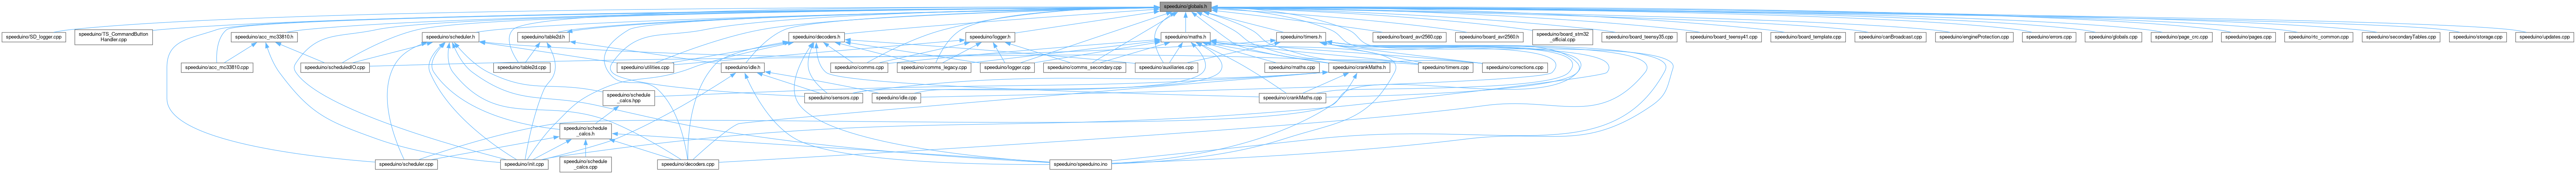 speeduino/globals.h
speeduino/SD_logger.cpp
speeduino/TS_CommandButton
Handler.cpp
speeduino/acc_mc33810.h
speeduino/scheduler.h
speeduino/table2d.h
speeduino/decoders.h
speeduino/logger.h
speeduino/maths.h
speeduino/timers.h
speeduino/board_avr2560.cpp
speeduino/board_avr2560.h
speeduino/board_stm32
_official.cpp
speeduino/board_teensy35.cpp
speeduino/board_teensy41.cpp
speeduino/board_template.cpp
speeduino/canBroadcast.cpp
speeduino/engineProtection.cpp
speeduino/errors.cpp
speeduino/globals.cpp
speeduino/page_crc.cpp
speeduino/pages.cpp
speeduino/rtc_common.cpp
speeduino/secondaryTables.cpp
speeduino/storage.cpp
speeduino/updates.cpp
speeduino/acc_mc33810.cpp
speeduino/scheduledIO.cpp
speeduino/table2d.cpp
speeduino/utilities.cpp
speeduino/idle.h
speeduino/comms.cpp
speeduino/comms_legacy.cpp
speeduino/logger.cpp
speeduino/comms_secondary.cpp
speeduino/auxiliaries.cpp
speeduino/maths.cpp
speeduino/crankMaths.h
speeduino/timers.cpp
speeduino/corrections.cpp
speeduino/schedule
_calcs.hpp
speeduino/sensors.cpp
speeduino/idle.cpp
speeduino/crankMaths.cpp
speeduino/schedule
_calcs.h
speeduino/scheduler.cpp
speeduino/init.cpp
speeduino/schedule
_calcs.cpp
speeduino/decoders.cpp
speeduino/speeduino.ino